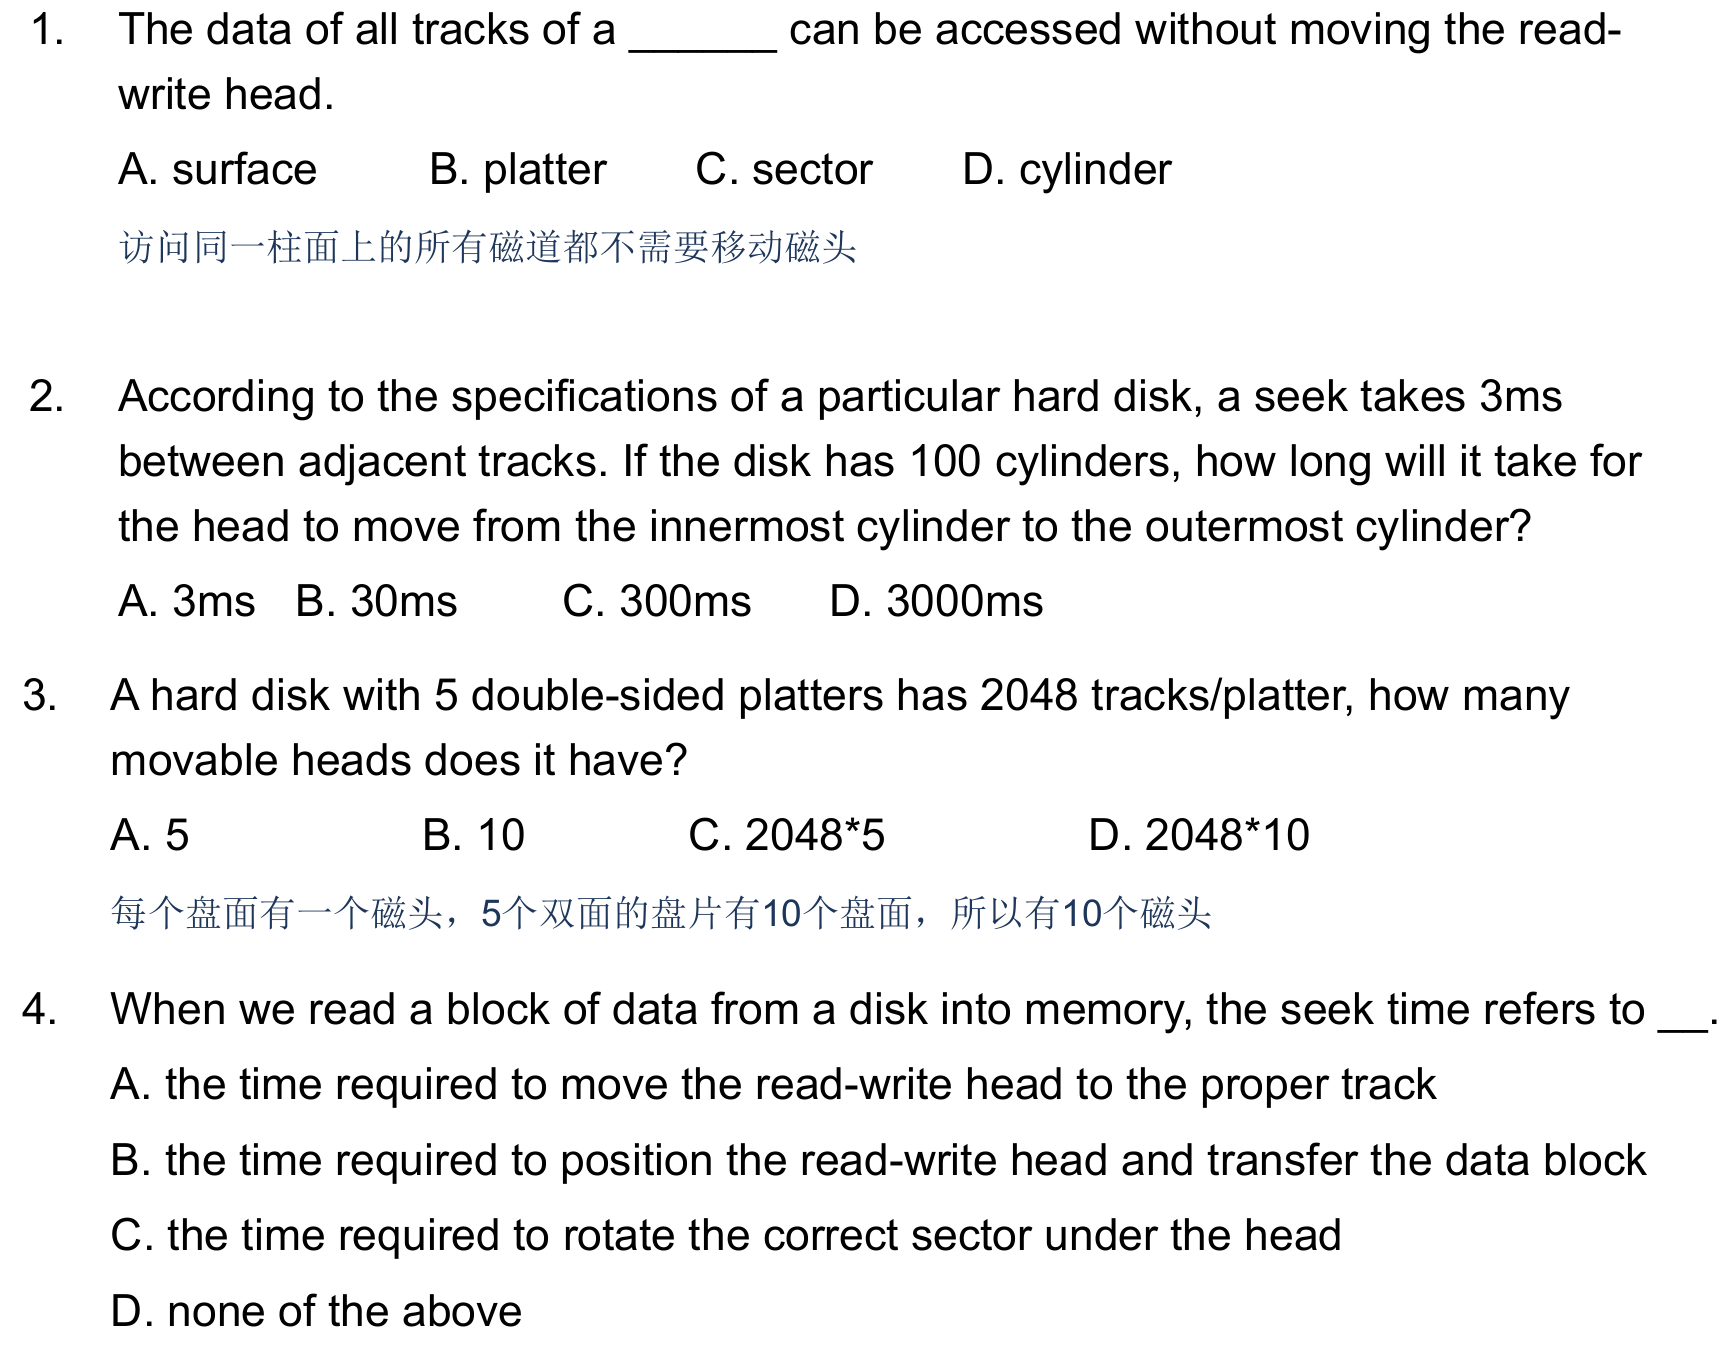 1. The data of all tracks of a ______ can be accessed without moving the read-
write head.
A. surface B. platter C. sector D. cylinder
访问同一柱面上的所有磁道都不需要移动磁头
2. According to the specifications of a particular hard disk, a seek takes 3ms
between adjacent tracks. If the disk has 100 cylinders, how long will it take for
the head to move from the innermost cylinder to the outermost cylinder?
A. 3ms B. 30ms C. 300ms D. 3000ms
3. A hard disk with 5 double-sided platters has 2048 tracks/platter, how many
movable heads does it have?
A. 5 B. 10 C. 2048*5 D. 2048*10
每个盘面有一个磁头，5个双面的盘片有10个盘面，所以有10个磁头
4. When we read a block of data from a disk into memory, the seek time refers to __.
A. the time required to move the read-write head to the proper track
B. the time required to position the read-write head and transfer the data block
C. the time required to rotate the correct sector under the head
D. none of the above